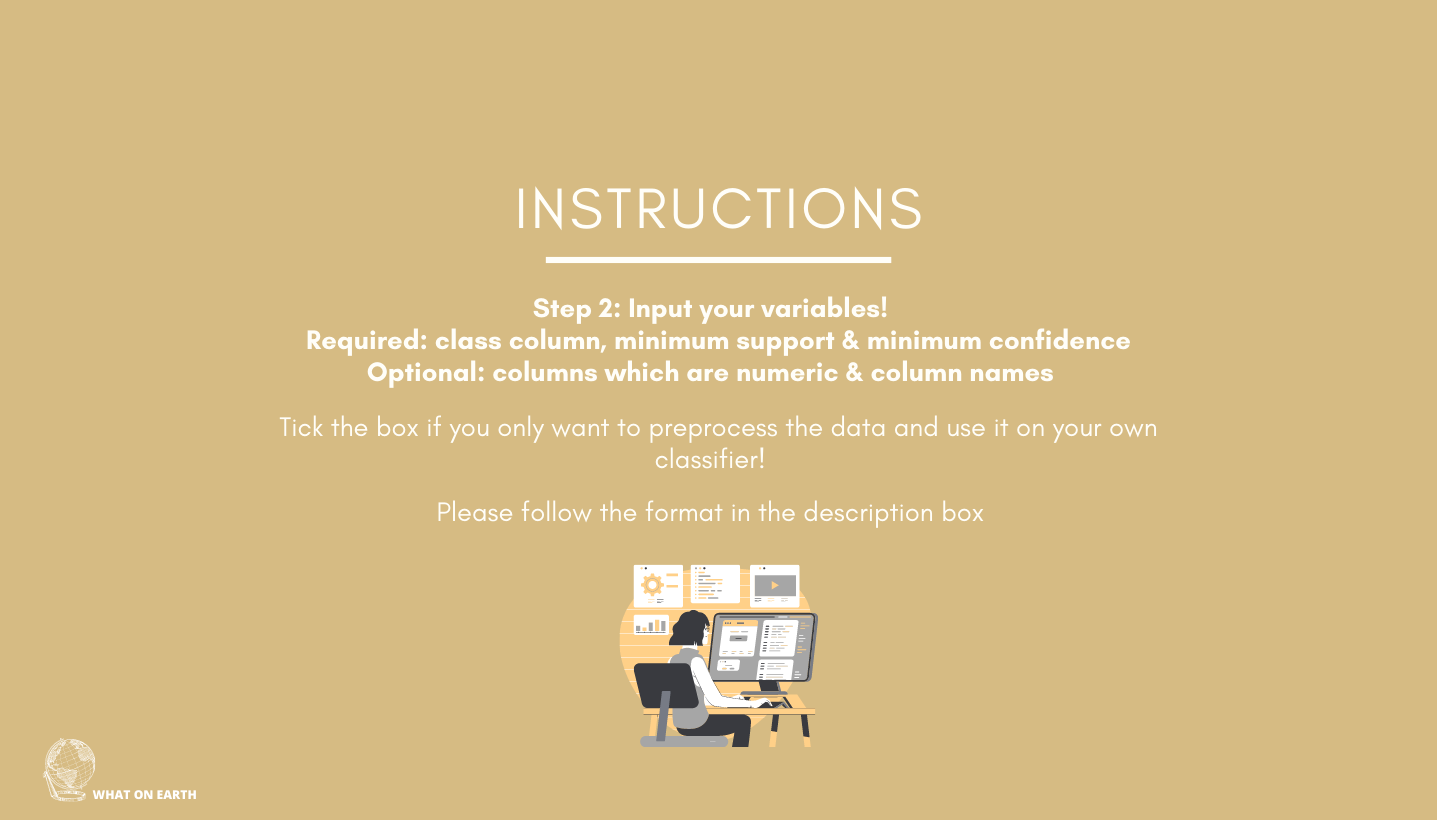 INSTRUCTIONS
Step 2: Input your variables!
Required: class column, minimum support & minimum confidence
Optional: columns which are numeric & column names
Tick the box if you only want to preprocess the data and use it on your own
classifier!
Please follow the format in the description box
WHAT ON EARTH